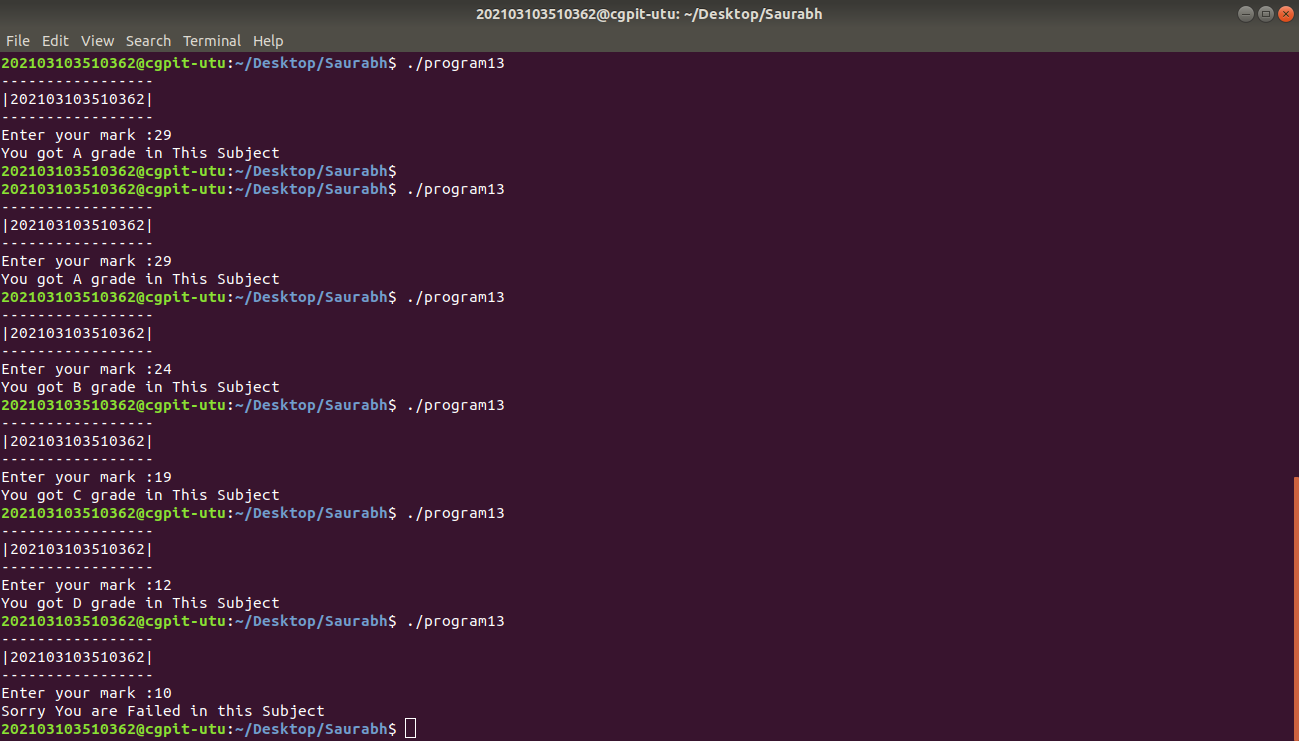 202103103510362@cgpit-utu: ~/Desktop/Saurabh
File Edit View Search Terminal Help
202103103510362@cgpit-utu:~/Desktop/Saurabh$ ./program13
-----------------
|202103103510362|
-----------------
Enter your mark :29
You got A grade in This Subject
202103103510362@cgpit-utu:~/Desktop/Saurabh$
202103103510362@cgpit-utu:~/Desktop/Saurabh$ ./program13
-----------------
|202103103510362|
-----------------
Enter your mark :29
You got A grade in This Subject
202103103510362@cgpit-utu:~/Desktop/Saurabh$ ./program13
-----------------
|202103103510362|
-----------------
Enter your mark :24
You got B grade in This Subject
202103103510362@cgpit-utu:~/Desktop/Saurabh$ ./program13
-----------------
|202103103510362|
-----------------
Enter your mark :19
You got C grade in This Subject
202103103510362@cgpit-utu:~/Desktop/Saurabh$ ./program13
-----------------
|202103103510362|
-----------------
Enter your mark :12
You got D grade in This Subject
202103103510362@cgpit-utu:~/Desktop/Saurabh$ ./program13
-----------------
|202103103510362|
-----------------
Enter your mark :10
Sorry You are Failed in this Subject
202103103510362@cgpit-utu:~/Desktop/Saurabh$